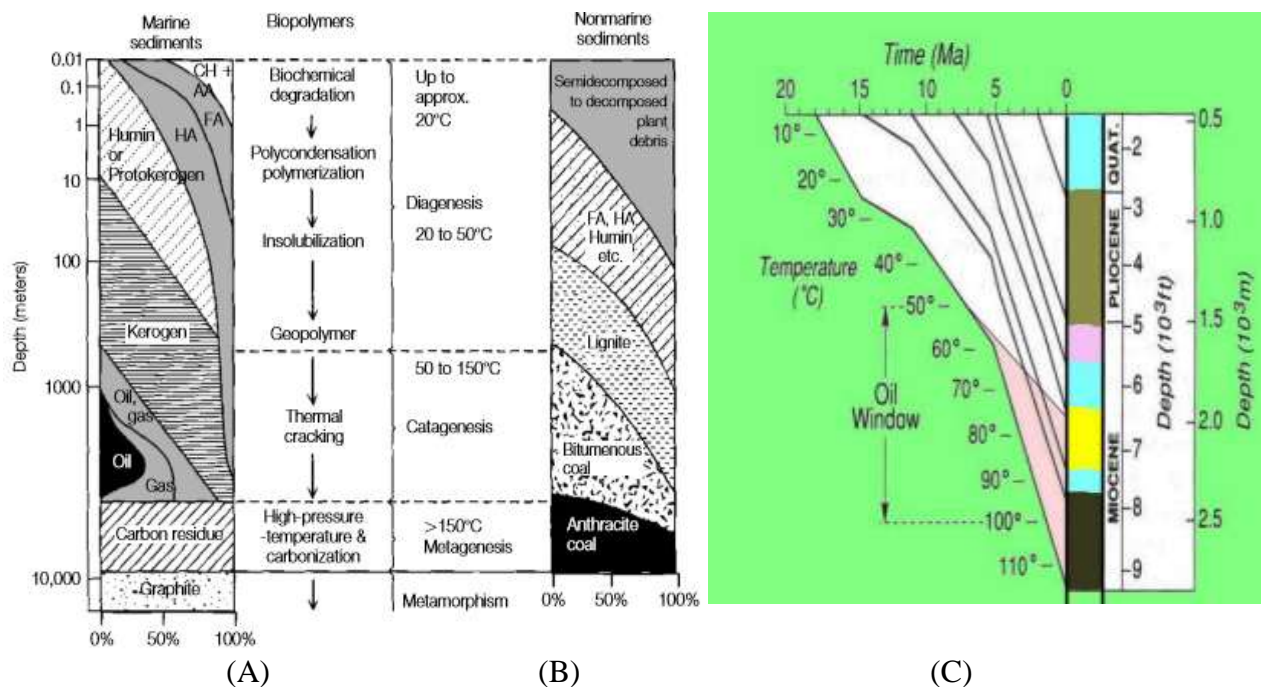 Marine
sediments
Biopolymers
Nonmarine
sediments
Depth (meters)
0.01
0.1
1
10
100
1000
10,000
CH +
AA
FA
HA
Humin
or
Protokerogen
Kerogen
Oil,
gas
Oil
Gas
Carbon residue
Graphite
0%
50%
100%
Biochemical
degradation
Polycondensation
polymerization
Insolubilization
Geopolymer
Thermal
cracking
High-pressure
-temperature &
carbonization
Up to
approx.
20°C
Diagenesis
20 to 50°C
50 to 150°C
Catagenesis
>150°C
Metagenesis
Metamorphism
Semidecomposed
to decomposed
plant
debris
FA, HA
Humin
etc.
Lignite
Bitumenous
coal
Anthracite
coal
0%
50%
100%
Time (Ma)
20
15
10
5
0
10°
20°
30°
40°
50°
60°
70°
80°
90°
100°
110°
Temperature
(°C)
Oil
Window
QUAT.
PLIOCENE
MIOCENE
2
3
4
5
6
7
8
9
Depth (10³ft)
0.5
1.0
1.5
2.0
2.5
Depth (10³m)
(A)
(B)
(C)